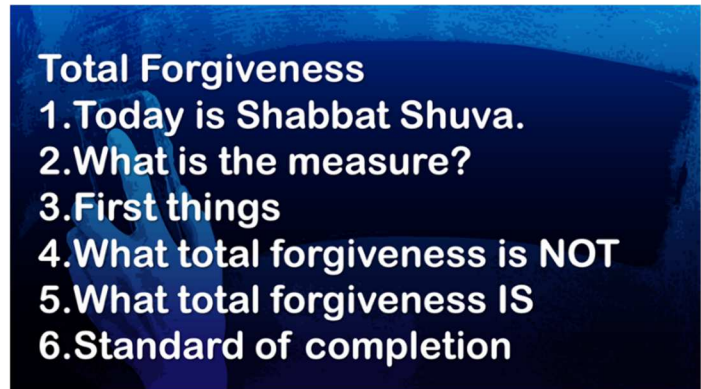 Total Forgiveness
1.Today is Shabbat Shuva.
2.What is the measure?
3.First things
4.What total forgiveness is NOT
5.What total forgiveness IS
6.Standard of completion